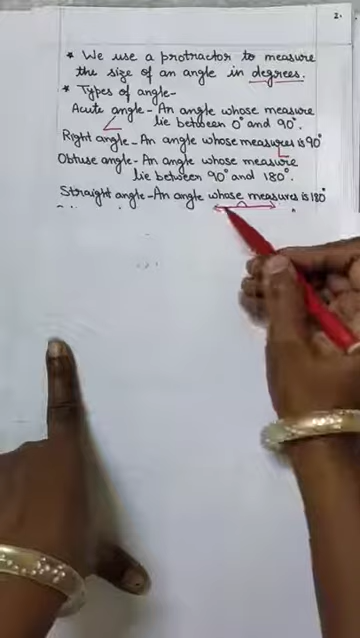 2.
* We use a protractor to measure
the size of an angle in degrees.
* Types of angle-
Acute angle - An angle whose measure
lie between 0° and 90°.
Right angle - An angle whose measures is 90°
Obtuse angle - An angle whose measure
lie between 90° and 180°.
Straight angle - An angle whose measures is 180°